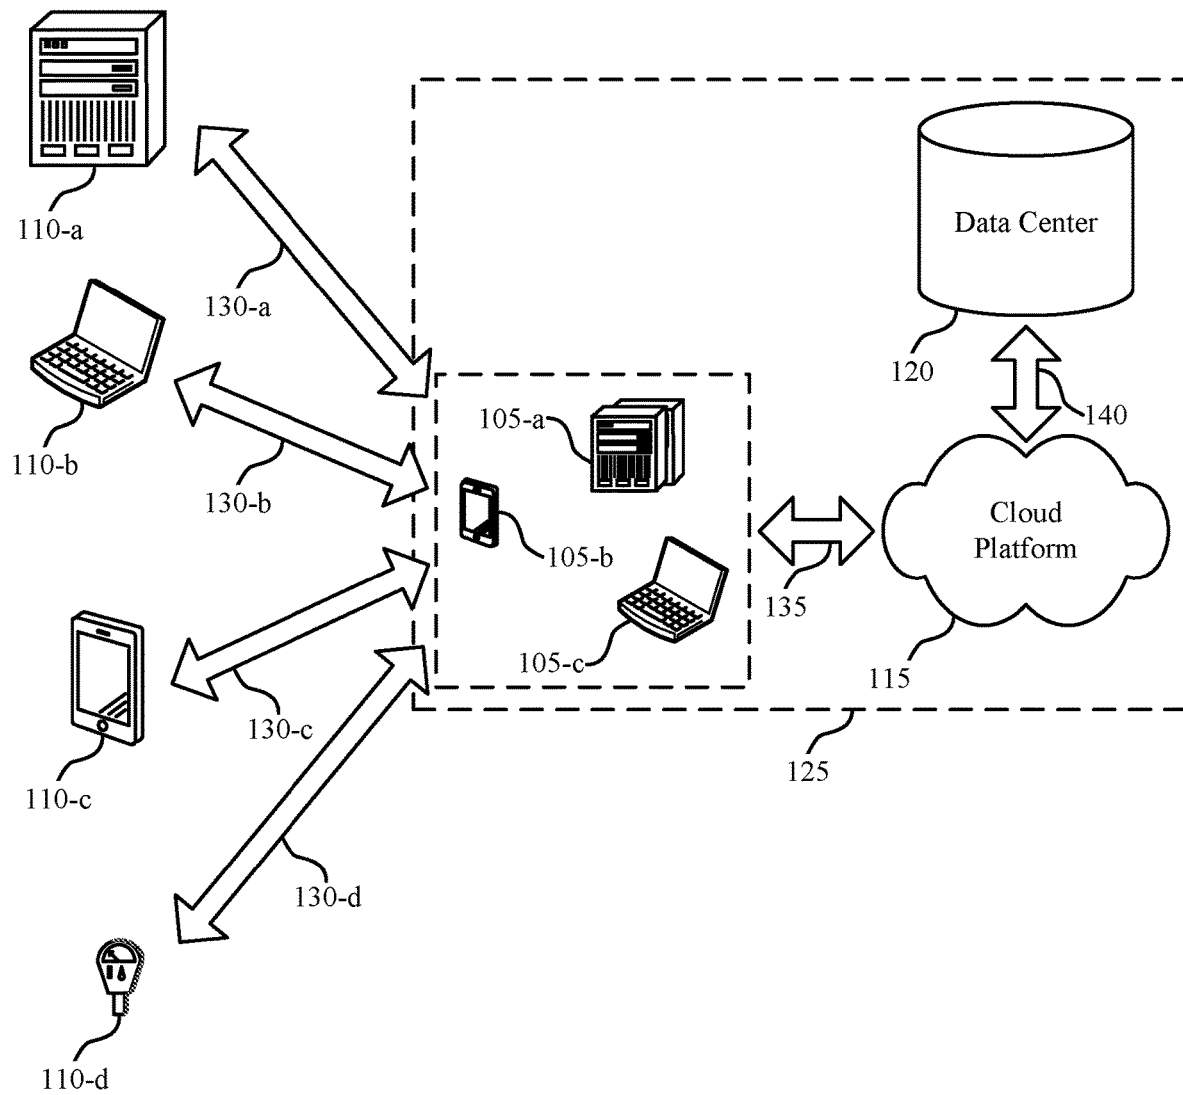 110-a
130-a
110-b
130-b
110-c
130-c
110-d
130-d
105-a
105-b
105-c
135
Data Center
120
140
Cloud
Platform
115
125